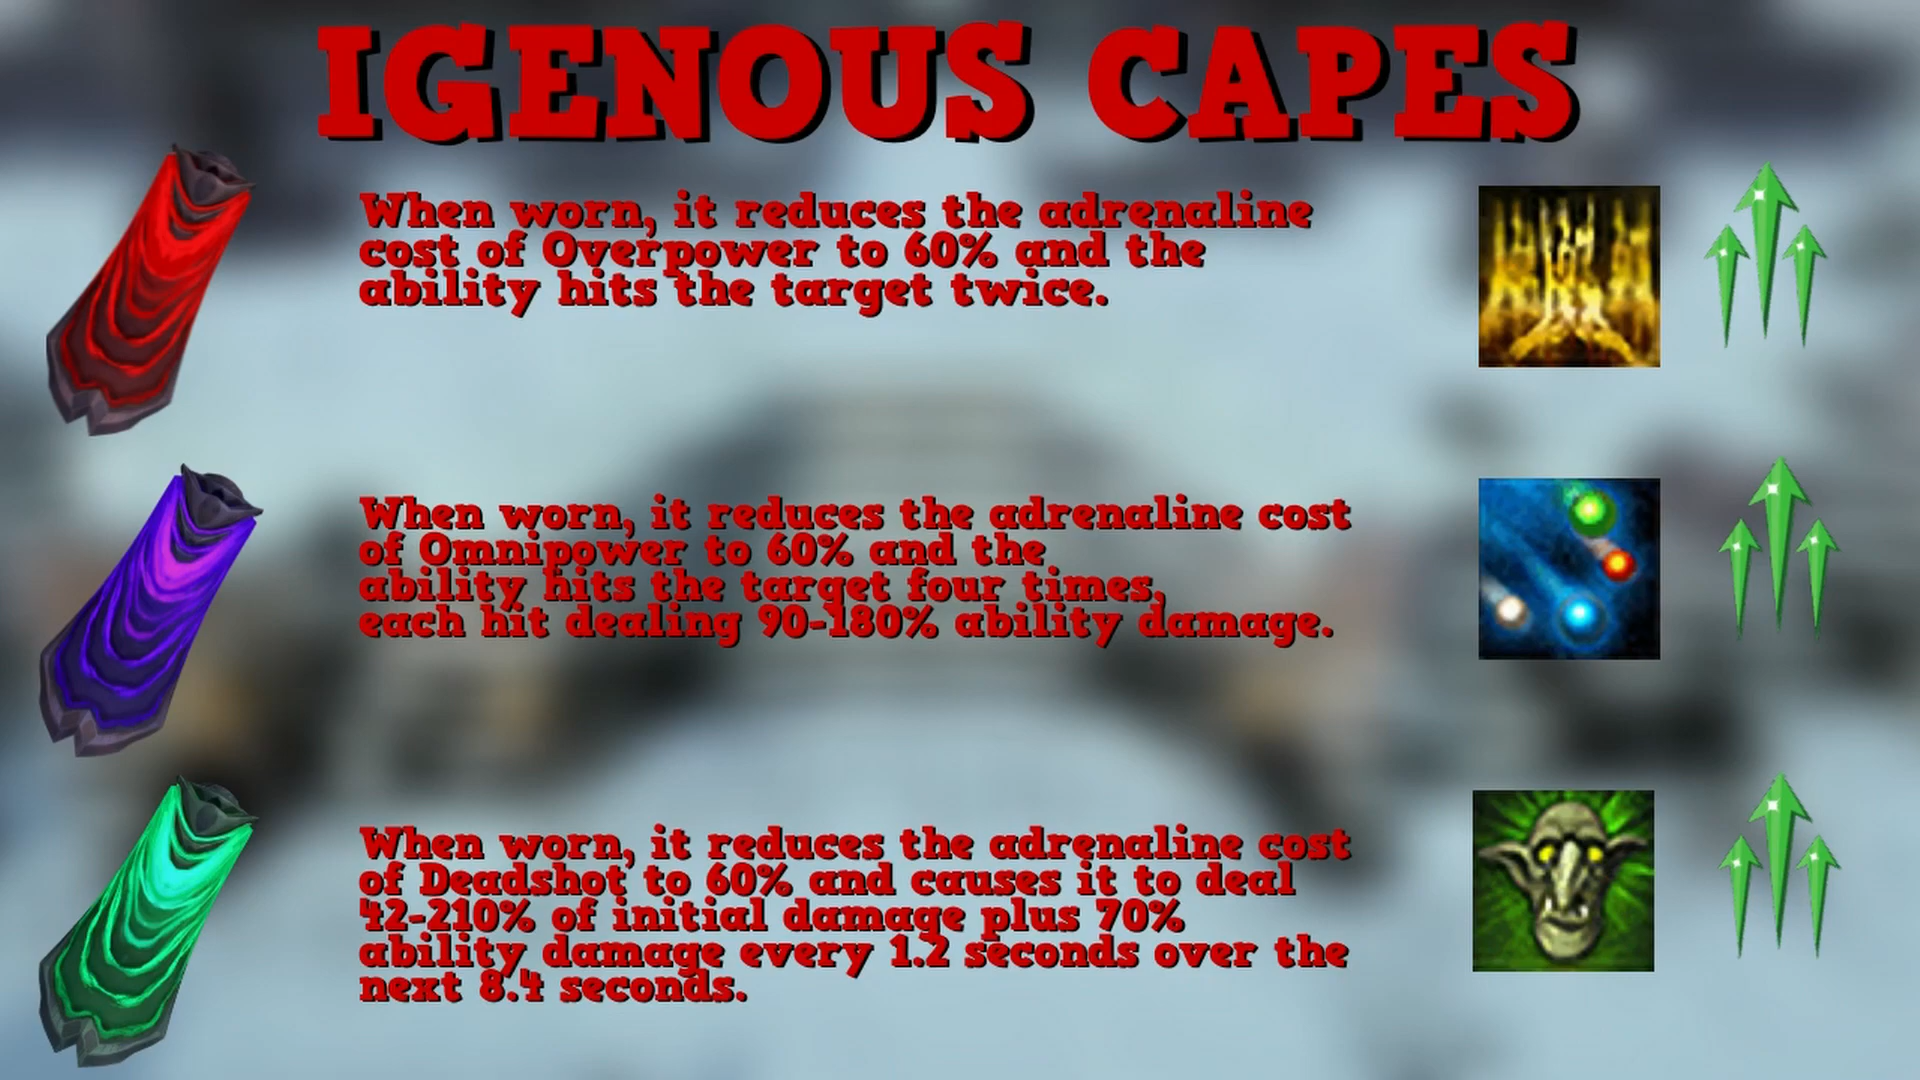 IGENOUS CAPES
When worn, it reduces the adrenaline
cost of Overpower to 60% and the
ability hits the target twice.
When worn, it reduces the adrenaline cost
of Omnipower to 60% and the
ability hits the target four times,
each hit dealing 90-180% ability damage.
When worn, it reduces the adrenaline cost
of Deadshot to 60% and causes it to deal
42-210% of initial damage plus 70%
ability damage every 1.2 seconds over the
next 8.4 seconds.